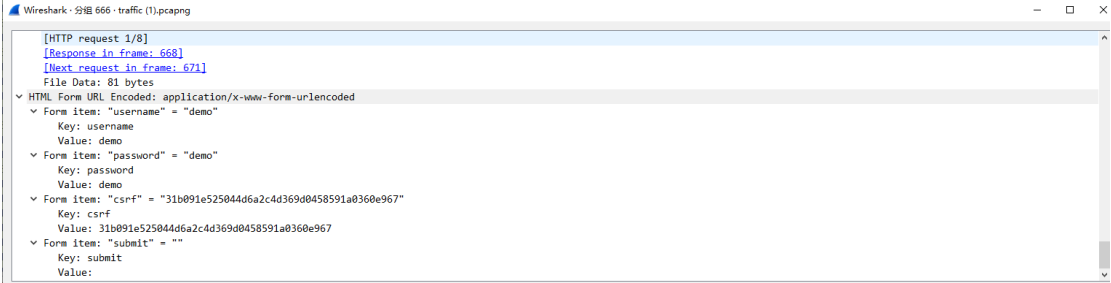 Wireshark · 分组 666 · traffic (1).pcapng
[HTTP request 1/8]
[Response in frame: 668]
[Next request in frame: 671]
File Data: 81 bytes
HTML Form URL Encoded: application/x-www-form-urlencoded
Form item: "username" = "demo"
Key: username
Value: demo
Form item: "password" = "demo"
Key: password
Value: demo
Form item: "csrf" = "31b091e525044d6a2c4d369d0458591a0360e967"
Key: csrf
Value: 31b091e525044d6a2c4d369d0458591a0360e967
Form item: "submit" = ""
Key: submit
Value: